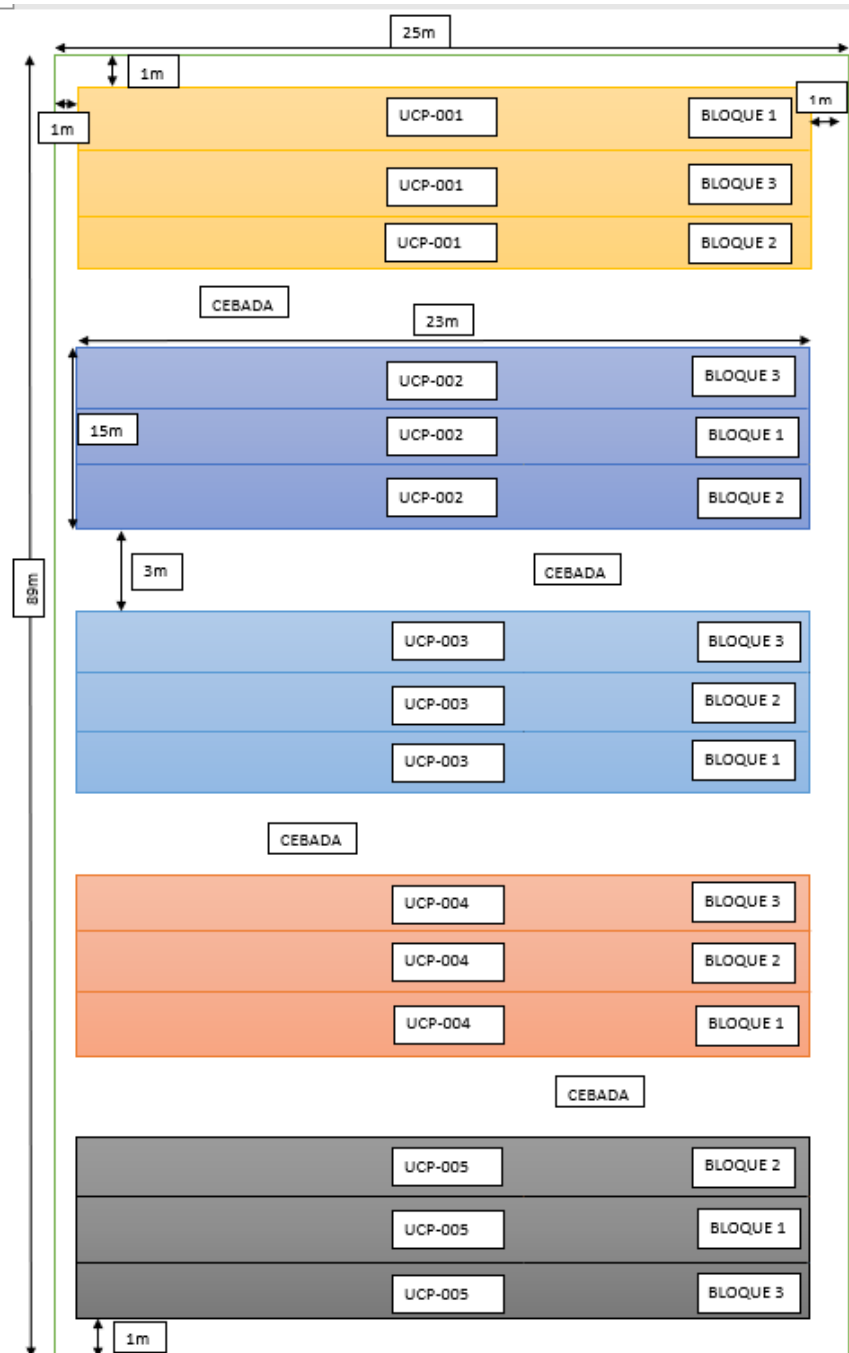 25m
1m
1m
1m
UCP-001
BLOQUE 1
UCP-001
BLOQUE 3
UCP-001
BLOQUE 2
CEBADA
23m
UCP-002
BLOQUE 3
15m
UCP-002
BLOQUE 1
UCP-002
BLOQUE 2
3m
CEBADA
89m
UCP-003
BLOQUE 3
UCP-003
BLOQUE 2
UCP-003
BLOQUE 1
CEBADA
UCP-004
BLOQUE 3
UCP-004
BLOQUE 2
UCP-004
BLOQUE 1
CEBADA
UCP-005
BLOQUE 2
UCP-005
BLOQUE 1
UCP-005
BLOQUE 3
1m